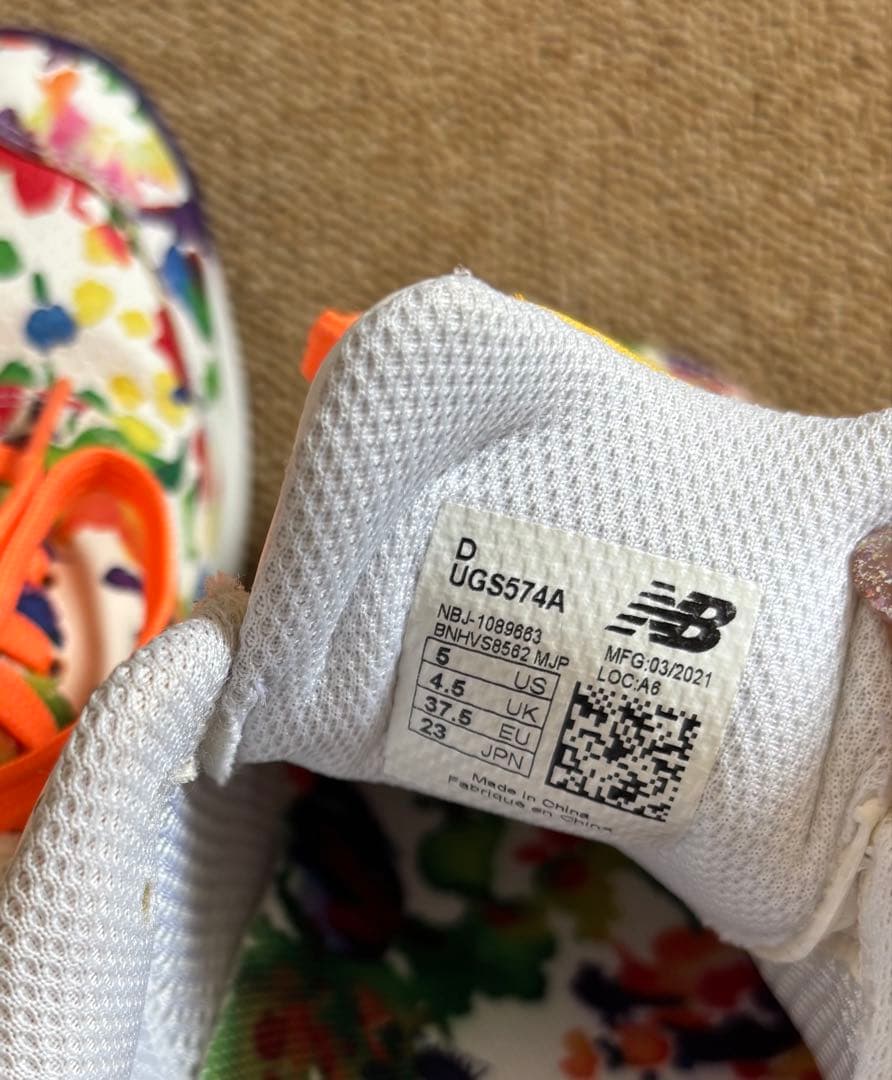 D
UGS574A
NBJ-1089663
BNHVS8562 MJP
5 US
4.5 UK
37.5 EU
23 JPN
NB
MFG:03/2021
LOC:A6
Made in China
Fabriqué en Chine